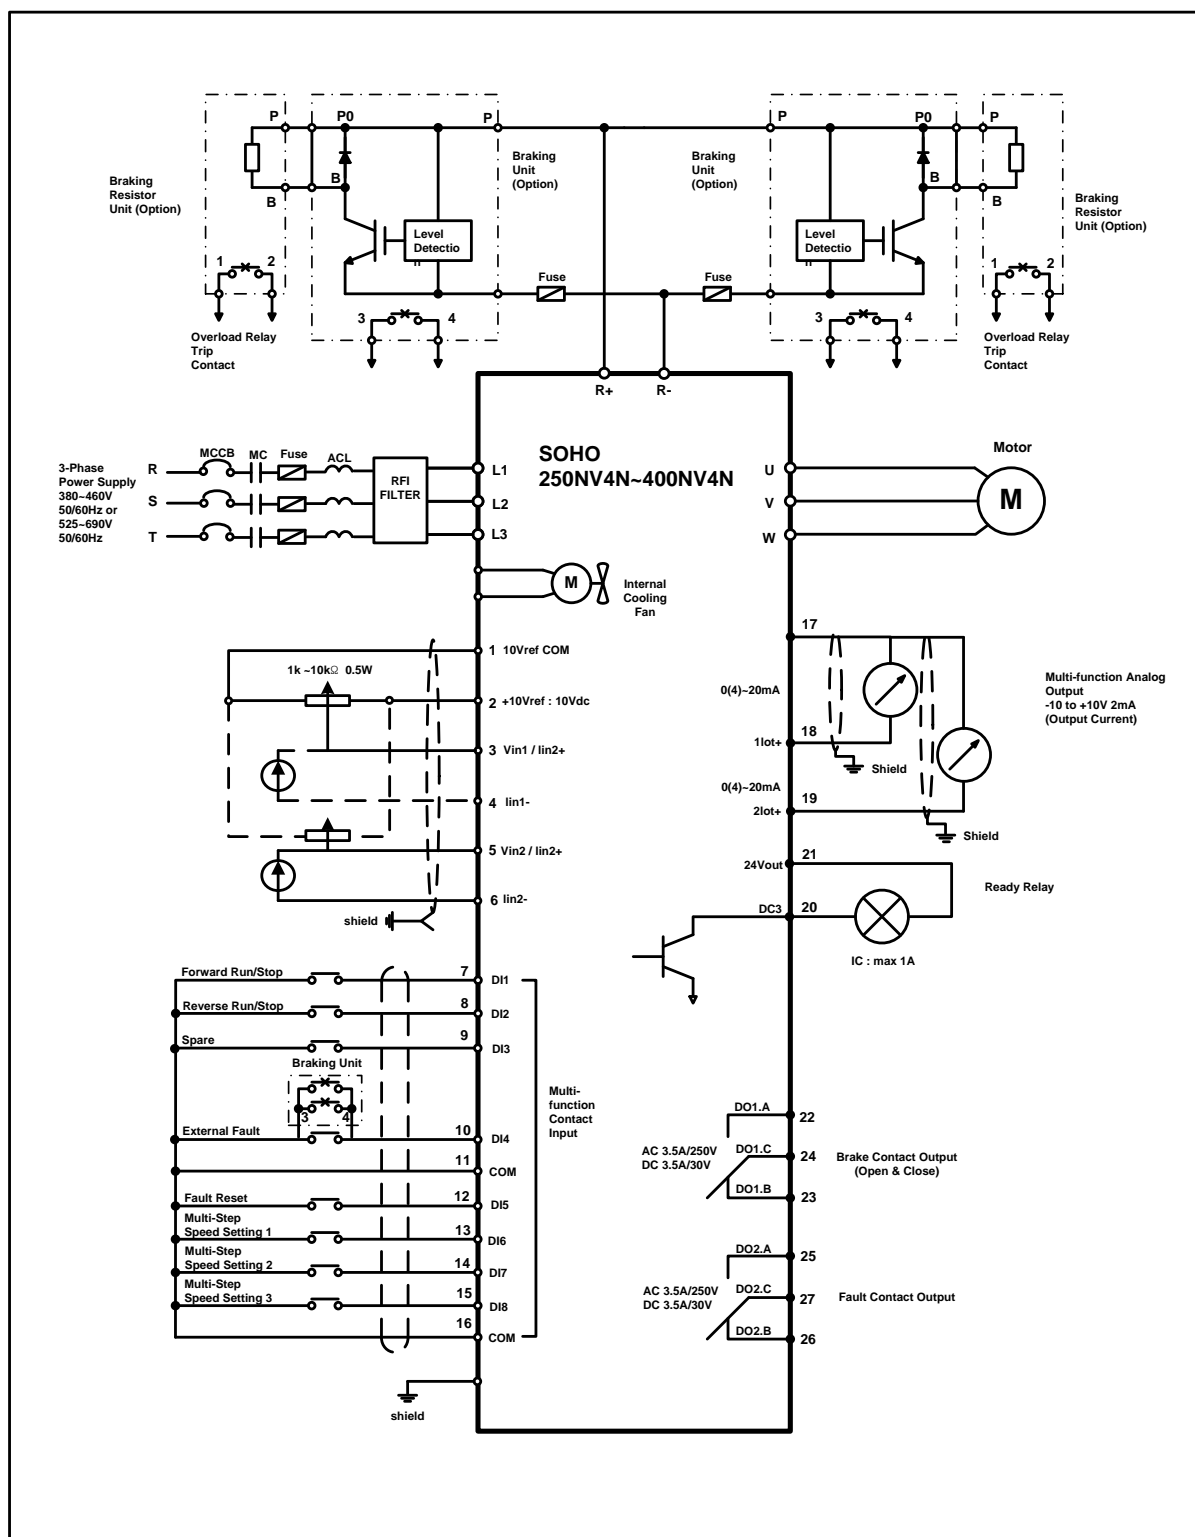 P
P0
P
P
P0
P
Braking
Resistor
Unit (Option)
B
B
Braking
Unit
(Option)
Braking
Unit
(Option)
B
B
Braking
Resistor
Unit (Option)
Level
Detectio
n
Level
Detectio
n
1
2
Fuse
Fuse
1
2
3
4
3
4
Overload Relay
Trip
Contact
Overload Relay
Trip
Contact
R+
R-
SOHO
250NV4N~400NV4N
3-Phase
Power Supply
380~460V
50/60Hz or
525~690V
50/60Hz
R
S
T
MCCB
MC
Fuse
ACL
RFI
FILTER
L1
L2
L3
U
V
W
Motor
M
M
Internal
Cooling
Fan
1 10Vref COM
1k ~10kΩ 0.5W
2 +10Vref : 10Vdc
3 Vin1 / Iin2+
4 Iin1-
5 Vin2 / Iin2+
6 Iin2-
shield
17
0(4)~20mA
18
1Iot+
Shield
0(4)~20mA
19
2Iot+
Shield
Multi-function Analog
Output
-10 to +10V 2mA
(Output Current)
24Vout
21
Ready Relay
DC3
20
IC : max 1A
Forward Run/Stop
7
DI1
Reverse Run/Stop
8
DI2
Spare
9
DI3
Braking Unit
3
4
External Fault
10
DI4
11
COM
Fault Reset
12
DI5
Multi-Step
Speed Setting 1
13
DI6
Multi-Step
Speed Setting 2
14
DI7
Multi-Step
Speed Setting 3
15
DI8
16
COM
Multi-
function
Contact
Input
shield
DO1.A
22
AC 3.5A/250V
DC 3.5A/30V
DO1.C
24
Brake Contact Output
(Open & Close)
DO1.B
23
DO2.A
25
AC 3.5A/250V
DC 3.5A/30V
DO2.C
27
Fault Contact Output
DO2.B
26